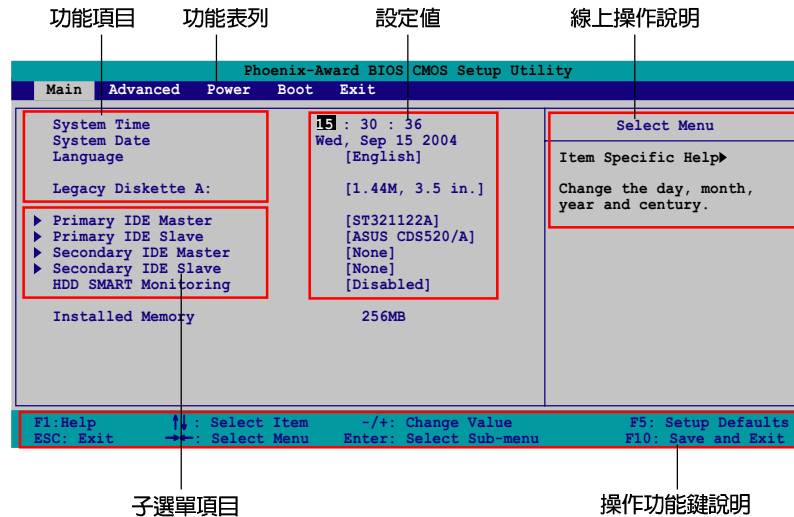 功能項目 功能表列 設定值 線上操作說明
Phoenix-Award BIOS CMOS Setup Utility
Main Advanced Power Boot Exit
System Time 15 : 30 : 36
System Date Wed, Sep 15 2004
Language [English]
Legacy Diskette A: [1.44M, 3.5 in.]
Primary IDE Master [ST321122A]
Primary IDE Slave [ASUS CDS520/A]
Secondary IDE Master [None]
Secondary IDE Slave [None]
HDD SMART Monitoring [Disabled]
Installed Memory 256MB
Select Menu
Item Specific Help
Change the day, month,
year and century.
F1:Help ↑↓: Select Item -/+: Change Value F5: Setup Defaults
ESC: Exit →←: Select Menu Enter: Select Sub-menu F10: Save and Exit
子選單項目 操作功能鍵說明